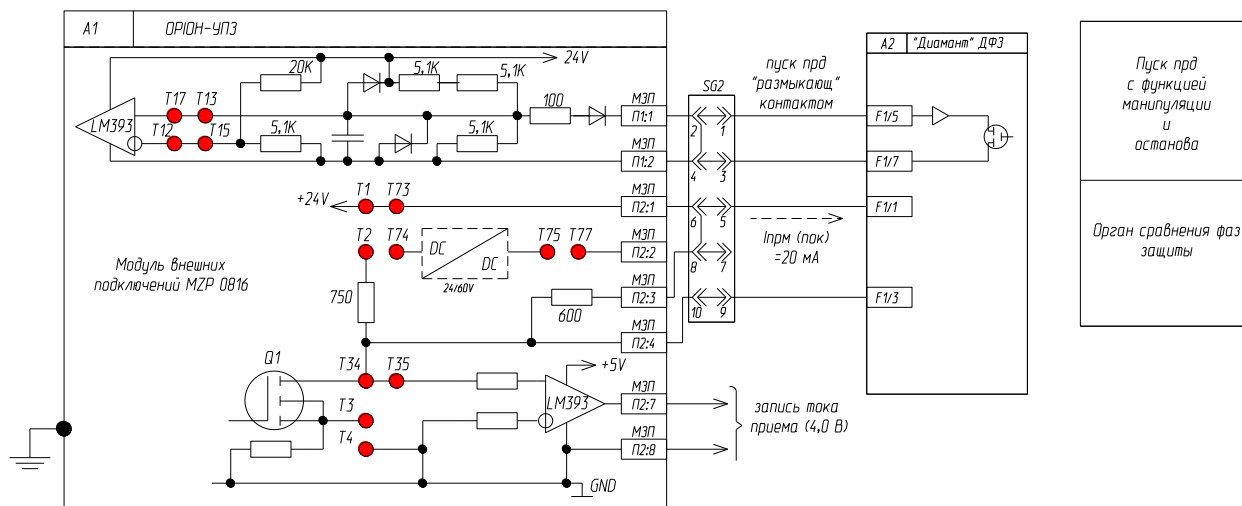 A1
ОРІОН-УПЗ
24V
20K
5,1K
5,1K
T17
T13
LM393
T12
T15
5,1K
5,1K
100
МЗП
П1:1
МЗП
П1:2
+24V
T1
T73
МЗП
П2:1
T2
T74
DC
DC
24/60V
T75
T77
МЗП
П2:2
Модуль внешних
подключений MZP 0816
750
600
МЗП
П2:3
МЗП
П2:4
Q1
T34
T35
+5V
T3
T4
LM393
МЗП
П2:7
МЗП
П2:8
GND
запись тока
приема (4,0 В)
SG2
2
1
4
3
6
5
8
7
10
9
пуск прд
"размыкающ"
контактом
Iпрм (пок)
=20 мА
A2
"Диамант" ДФЗ
F1/5
F1/7
F1/1
F1/3
Пуск прд
с функцией
манипуляции
и
останова
Орган сравнения фаз
защиты